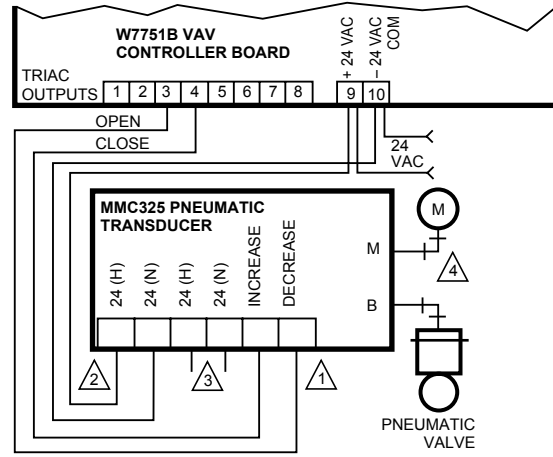 W7751B VAV
CONTROLLER BOARD
+ 24 VAC
– 24 VAC
COM
TRIAC
OUTPUTS
1 2 3 4 5 6 7 8 9 10
OPEN
CLOSE
24
VAC
MMC325 PNEUMATIC
TRANSDUCER
M
24 (H)
24 (N)
24 (H)
24 (N)
INCREASE
DECREASE
M
4
B
2
3
1
PNEUMATIC
VALVE